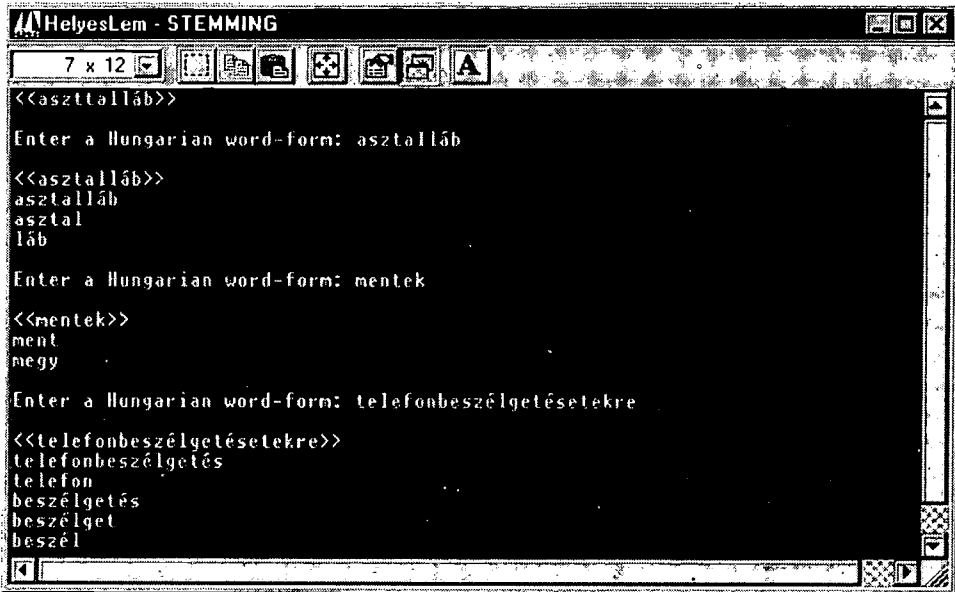 HelyesLem - STEMMING
7 x 12
A
<<aszttalláb>>
Enter a Hungarian word-form: asztalláb
<<asztalláb>>
asztalláb
asztal
láb
Enter a Hungarian word-form: mentek
<<mentek>>
ment
megy
Enter a Hungarian word-form: telefonbeszélgetésetekre
<<telefonbeszélgetésetekre>>
telefonbeszélgetés
telefon
beszélgetés
beszélget
beszél